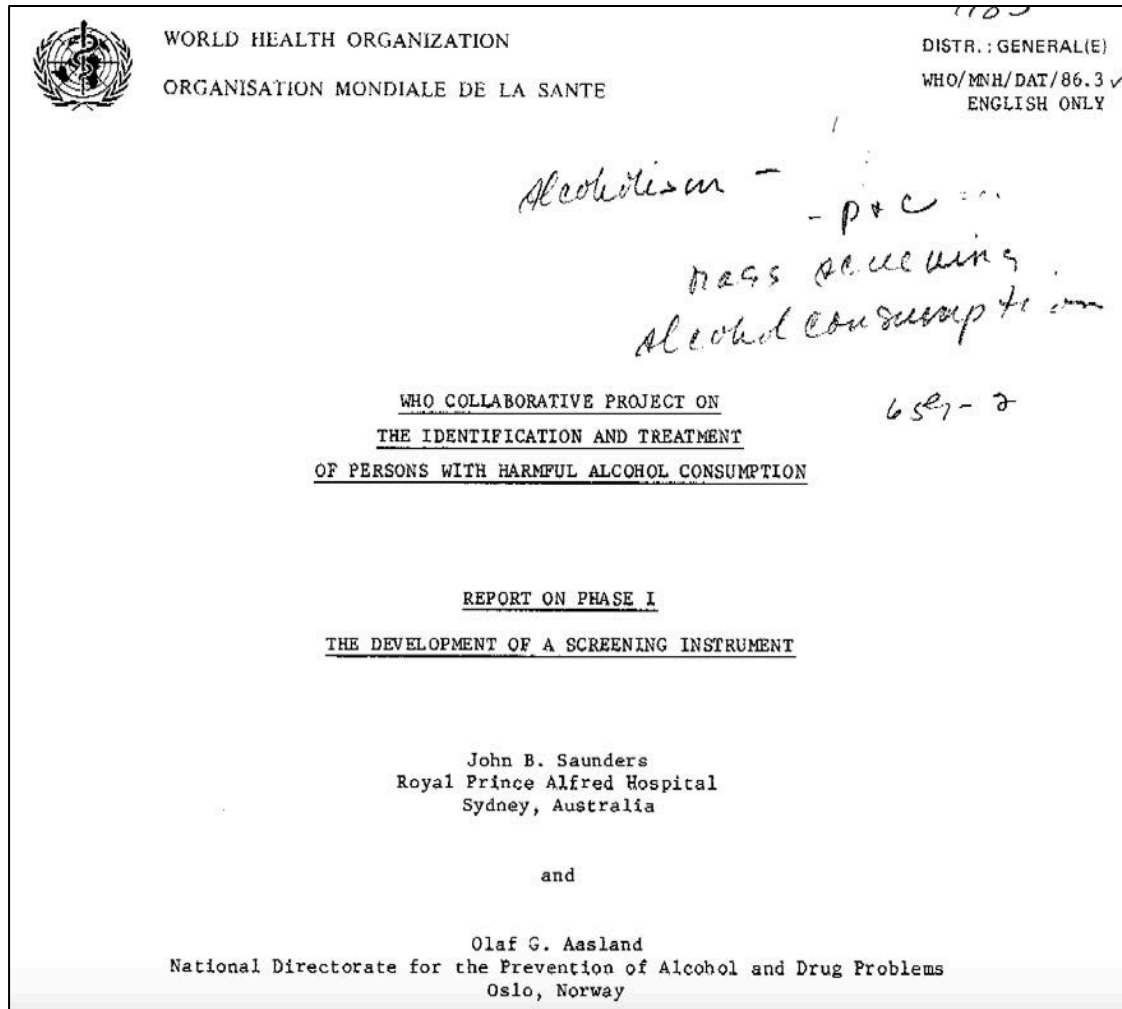 WORLD HEALTH ORGANIZATION
ORGANISATION MONDIALE DE LA SANTE
DISTR.: GENERAL(E)
WHO/MNH/DAT/86.3 ✓
ENGLISH ONLY
Alcoholism -
- P & C
mass screening
alcohol consumption
WHO COLLABORATIVE PROJECT ON
THE IDENTIFICATION AND TREATMENT
OF PERSONS WITH HARMFUL ALCOHOL CONSUMPTION
REPORT ON PHASE I
THE DEVELOPMENT OF A SCREENING INSTRUMENT
John B. Saunders
Royal Prince Alfred Hospital
Sydney, Australia
and
Olaf G. Aasland
National Directorate for the Prevention of Alcohol and Drug Problems
Oslo, Norway